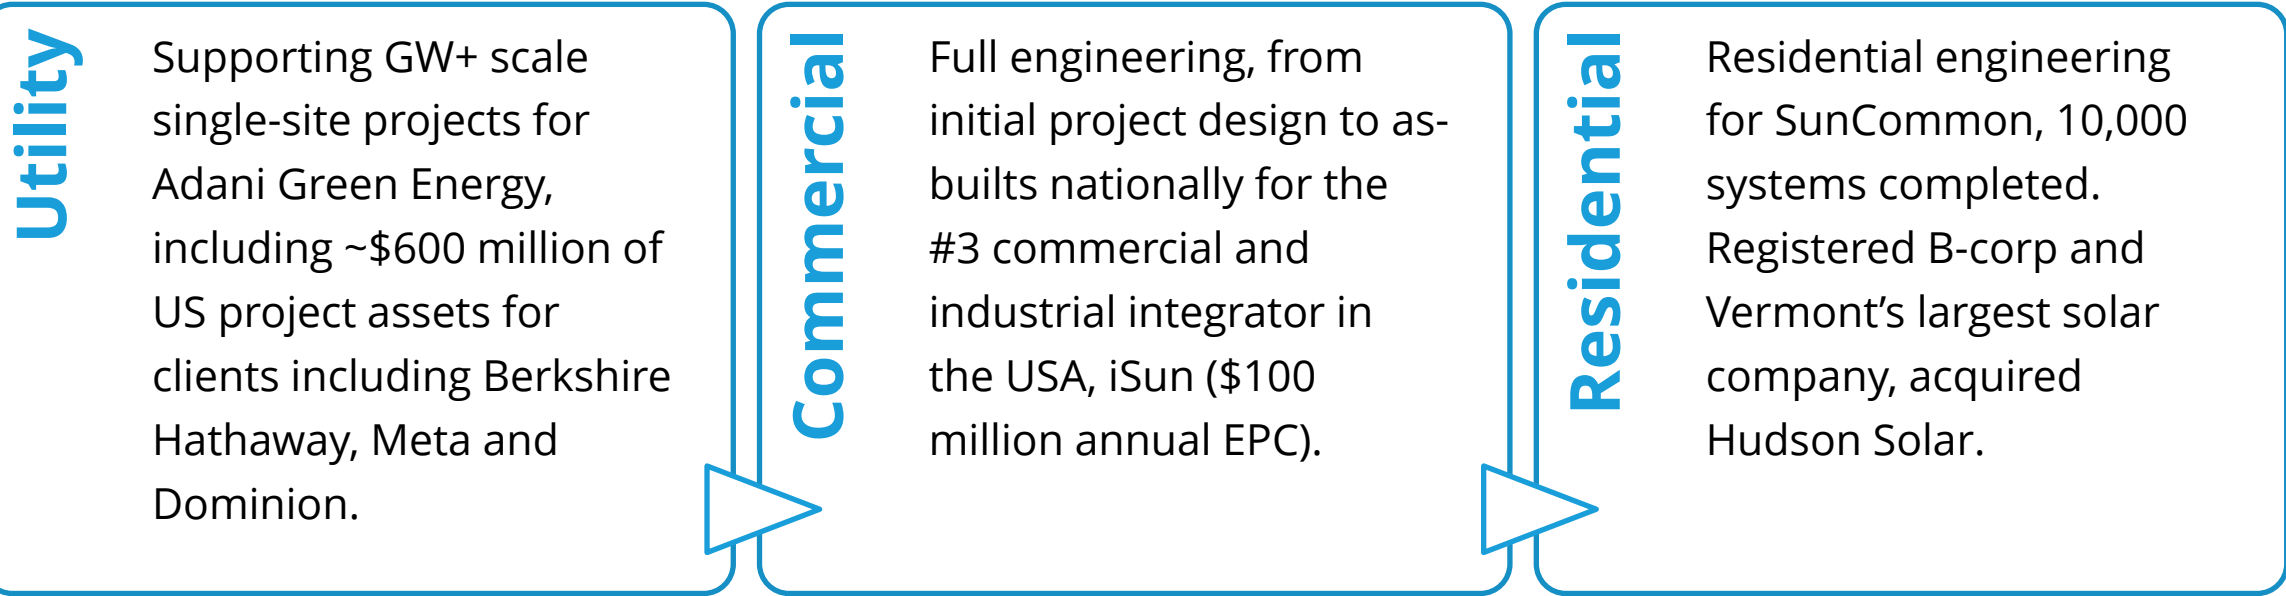 Utility
Supporting GW+ scale
single-site projects for
Adani Green Energy,
including ~$600 million of
US project assets for
clients including Berkshire
Hathaway, Meta and
Dominion.
Commercial
Full engineering, from
initial project design to as-
builts nationally for the
#3 commercial and
industrial integrator in
the USA, iSun ($100
million annual EPC).
Residential
Residential engineering
for SunCommon, 10,000
systems completed.
Registered B-corp and
Vermont’s largest solar
company, acquired
Hudson Solar.